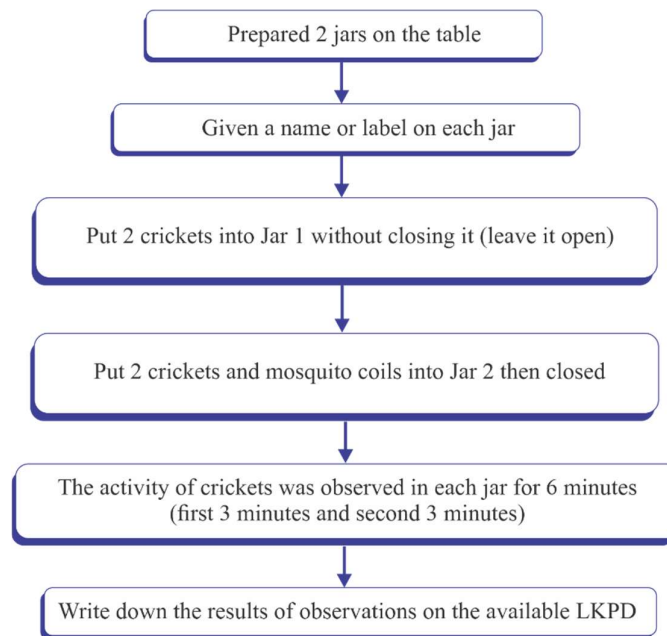 Prepared 2 jars on the table
Given a name or label on each jar
Put 2 crickets into Jar 1 without closing it (leave it open)
Put 2 crickets and mosquito coils into Jar 2 then closed
The activity of crickets was observed in each jar for 6 minutes
(first 3 minutes and second 3 minutes)
Write down the results of observations on the available LKPD